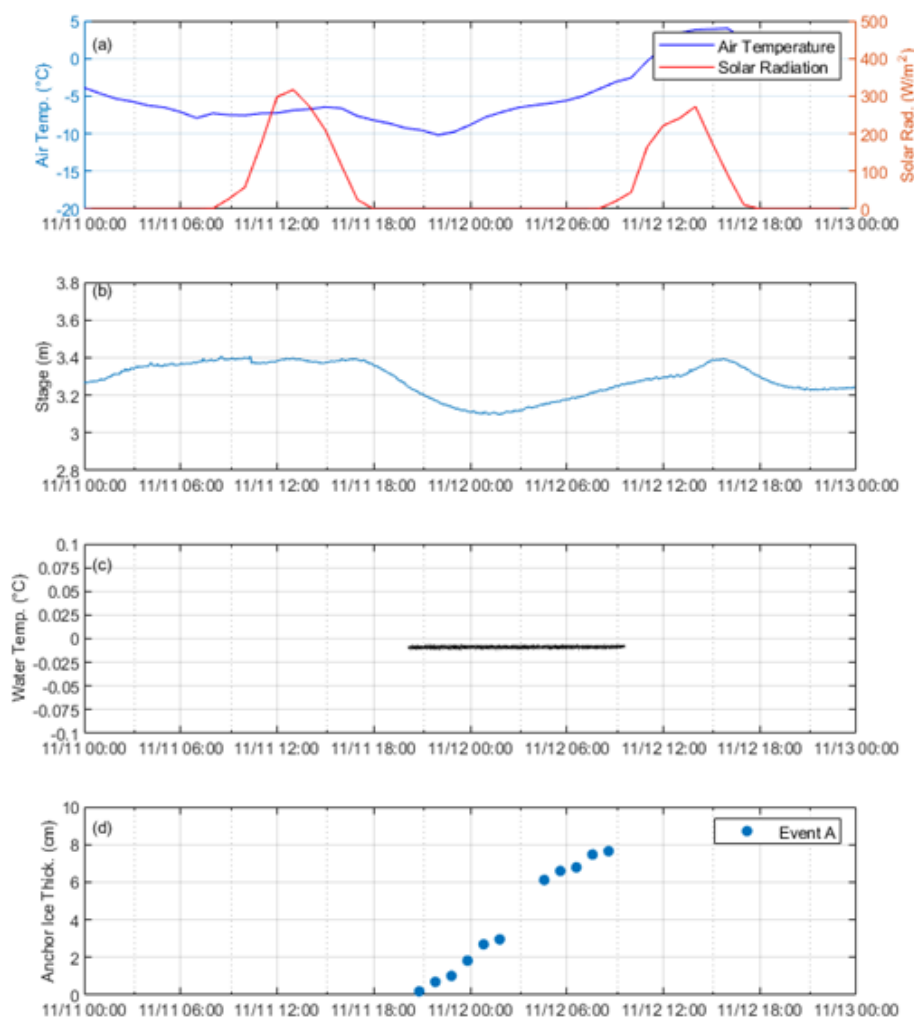 (a)
Air Temperature
Solar Radiation
Air Temp. (°C)
5
0
-5
-10
-15
-20
500
400
300
200
100
0
Solar Rad. (W/m²)
11/11 00:00 11/11 06:00 11/11 12:00 11/11 18:00 11/12 00:00 11/12 06:00 11/12 12:00 11/12 18:00 11/13 00:00
(b)
Stage (m)
3.8
3.6
3.4
3.2
3
2.8
11/11 00:00 11/11 06:00 11/11 12:00 11/11 18:00 11/12 00:00 11/12 06:00 11/12 12:00 11/12 18:00 11/13 00:00
(c)
Water Temp. (°C)
0.1
0.075
0.05
0.025
0
-0.025
-0.05
-0.075
-0.1
11/11 00:00 11/11 06:00 11/11 12:00 11/11 18:00 11/12 00:00 11/12 06:00 11/12 12:00 11/12 18:00 11/13 00:00
(d)
Event A
Anchor Ice Thick. (cm)
10
8
6
4
2
0
11/11 00:00 11/11 06:00 11/11 12:00 11/11 18:00 11/12 00:00 11/12 06:00 11/12 12:00 11/12 18:00 11/13 00:00